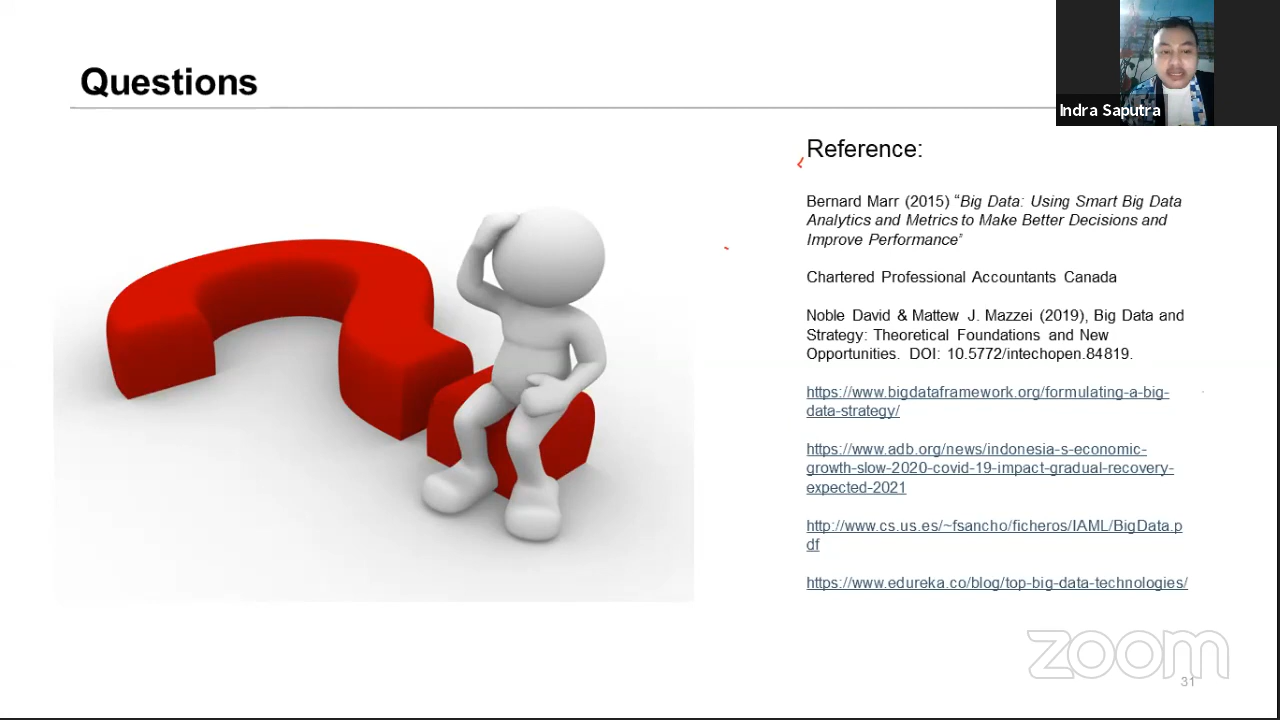 Questions
Indra Saputra
Reference:
Bernard Marr (2015) “Big Data: Using Smart Big Data
Analytics and Metrics to Make Better Decisions and
Improve Performance”
Chartered Professional Accountants Canada
Noble David & Mattew J. Mazzei (2019), Big Data and
Strategy: Theoretical Foundations and New
Opportunities. DOI: 10.5772/intechopen.84819.
https://www.bigdataframework.org/formulating-a-big-
data-strategy/
https://www.adb.org/news/indonesia-s-economic-
growth-slow-2020-covid-19-impact-gradual-recovery-
expected-2021
http://www.cs.us.es/~fsancho/ficheros/IAML/BigData.p
df
https://www.edureka.co/blog/top-big-data-technologies/
zoom
31